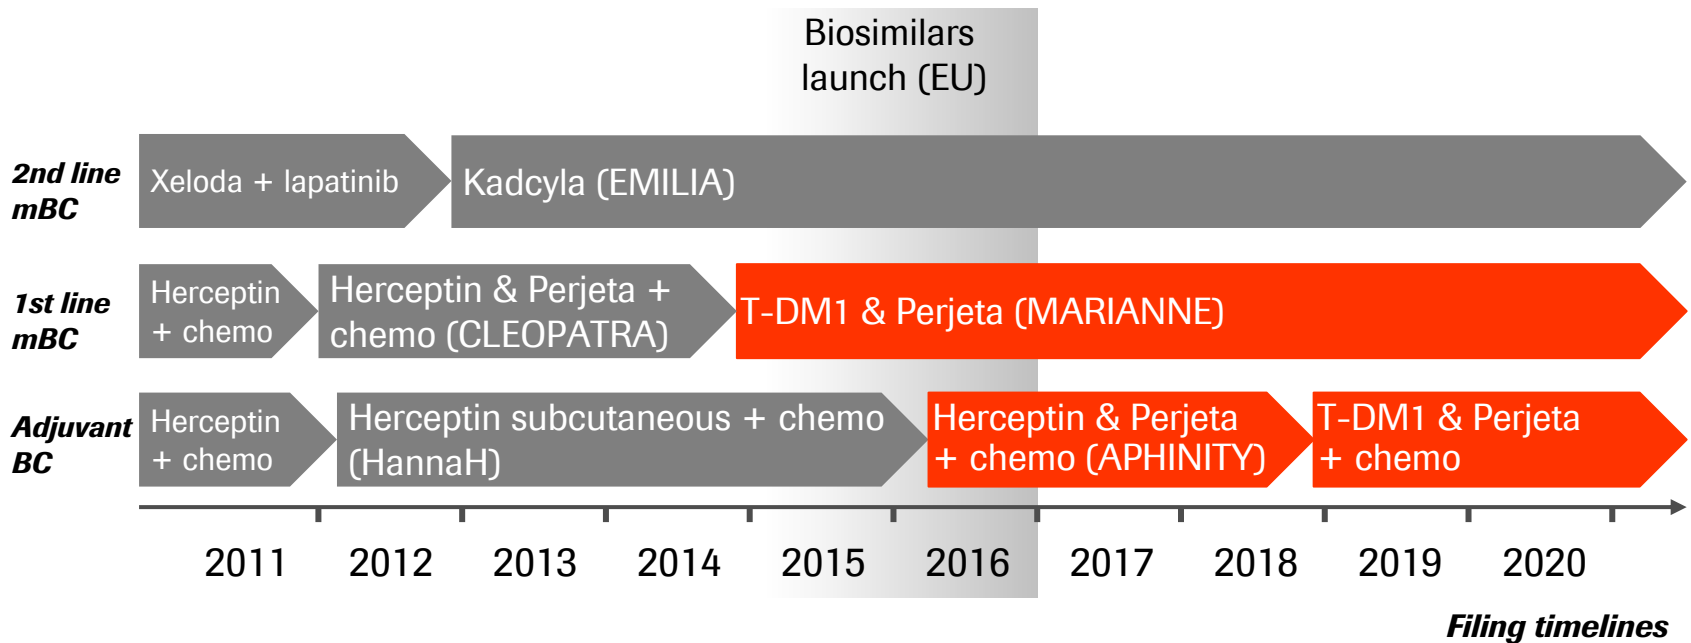 Biosimilars
launch (EU)
2nd line
mBC
Xeloda + lapatinib
Kadcyla (EMILIA)
1st line
mBC
Herceptin
+ chemo
Herceptin & Perjeta +
chemo (CLEOPATRA)
T-DM1 & Perjeta (MARIANNE)
Adjuvant
BC
Herceptin
+ chemo
Herceptin subcutaneous + chemo
(HannaH)
Herceptin & Perjeta
+ chemo (APHINITY)
T-DM1 & Perjeta
+ chemo
2011 2012 2013 2014 2015 2016 2017 2018 2019 2020
Filing timelines